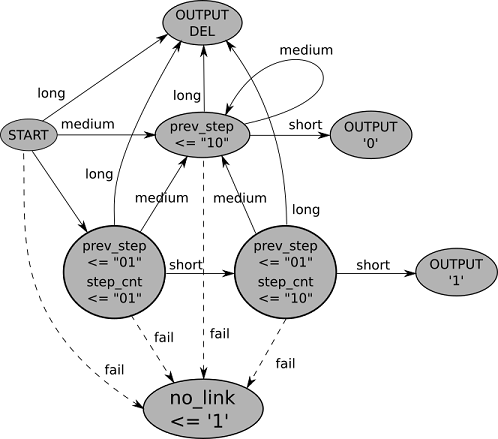 OUTPUT
DEL
medium
long
long
START
medium
prev_step
<= "10"
short
OUTPUT
'0'
long
medium
medium
long
prev_step
<= "01"
step_cnt
<= "01"
short
prev_step
<= "01"
step_cnt
<= "10"
short
OUTPUT
'1'
fail
fail
fail
fail
no_link
<= '1'